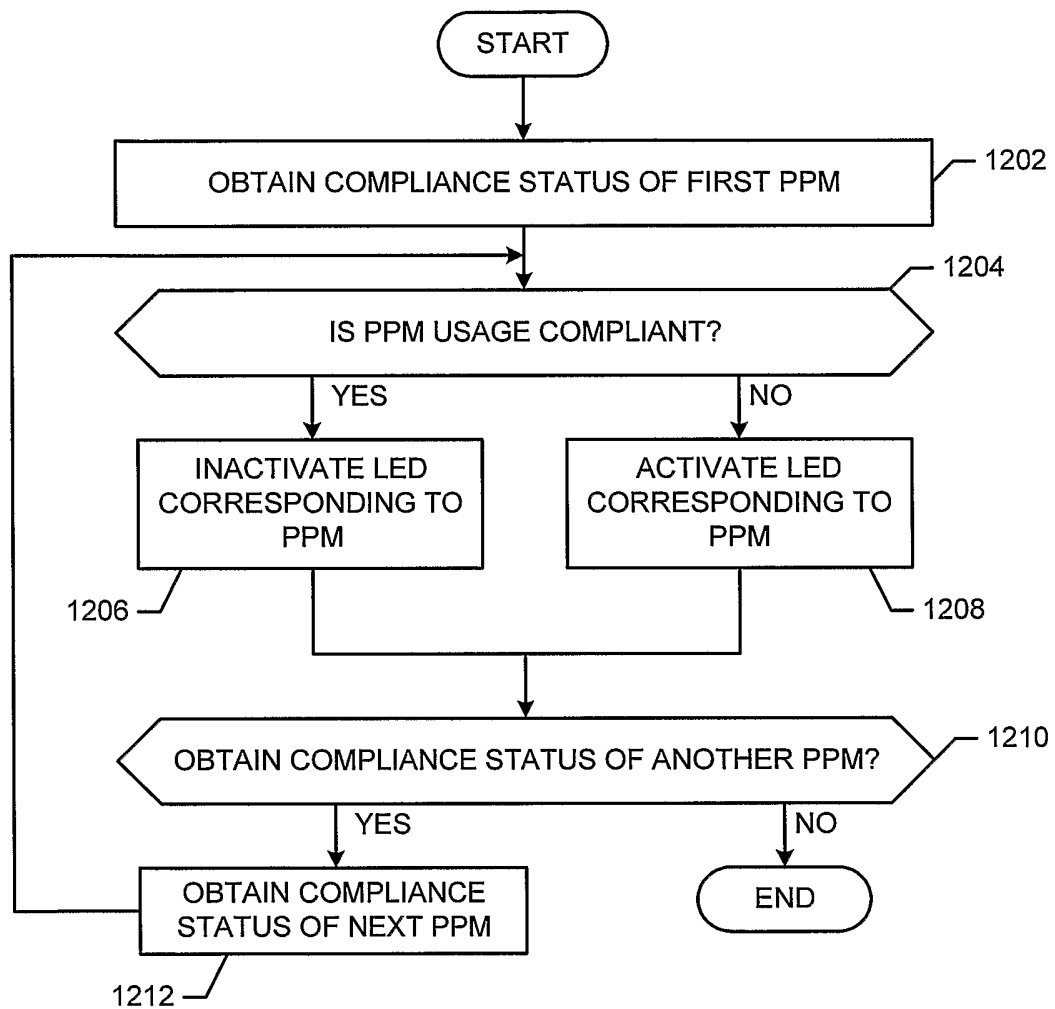 START
OBTAIN COMPLIANCE STATUS OF FIRST PPM
1202
1204
IS PPM USAGE COMPLIANT?
YES
NO
INACTIVATE LED
CORRESPONDING TO
PPM
1206
ACTIVATE LED
CORRESPONDING TO
PPM
1208
OBTAIN COMPLIANCE STATUS OF ANOTHER PPM?
1210
YES
NO
OBTAIN COMPLIANCE
STATUS OF NEXT PPM
1212
END